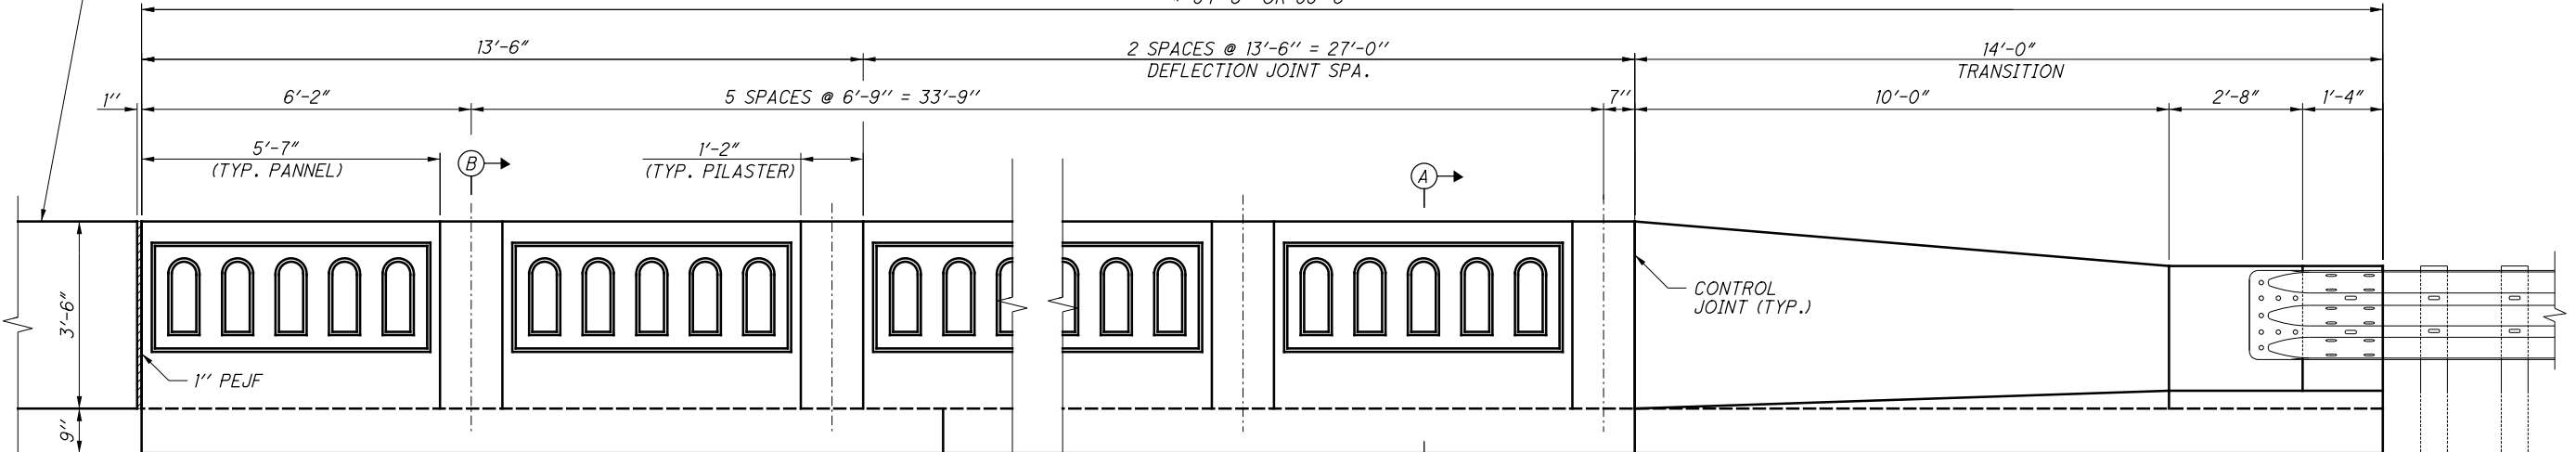 13'-6"
2 SPACES @ 13'-6" = 27'-0"
DEFLECTION JOINT SPA.
14'-0"
TRANSITION
1"
6'-2"
5 SPACES @ 6'-9" = 33'-9"
7"
10'-0"
2'-8"
1'-4"
5'-7"
(TYP. PANNEL)
B
1'-2"
(TYP. PILASTER)
A
3'-6"
CONTROL
JOINT (TYP.)
1" PEJF
9"